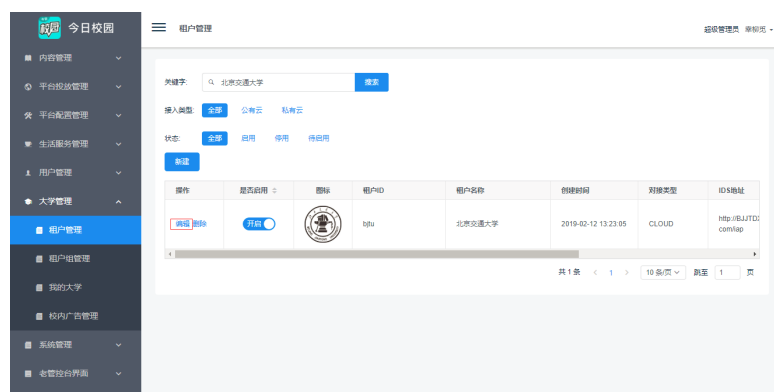 今日校园
租户管理
超级管理员
内容管理
平台投放管理
平台配置管理
生活服务管理
用户管理
大学管理
租户管理
租户组管理
我的大学
校内广告管理
系统管理
老管控台界面
关键字: 北京交通大学 搜索
接入类型: 全部 公有云 私有云
状态: 全部 启用 停用 待启用
新建
操作 是否启用 图标 租户ID 租户名称 创建时间 对接类型 IDS地址
编辑 删除 开启 bjtu 北京交通大学 2019-02-12 13:23:05 CLOUD http://BJJTD
com/iap
共 1 条 < 1 > 10 条/页 跳至 1 页